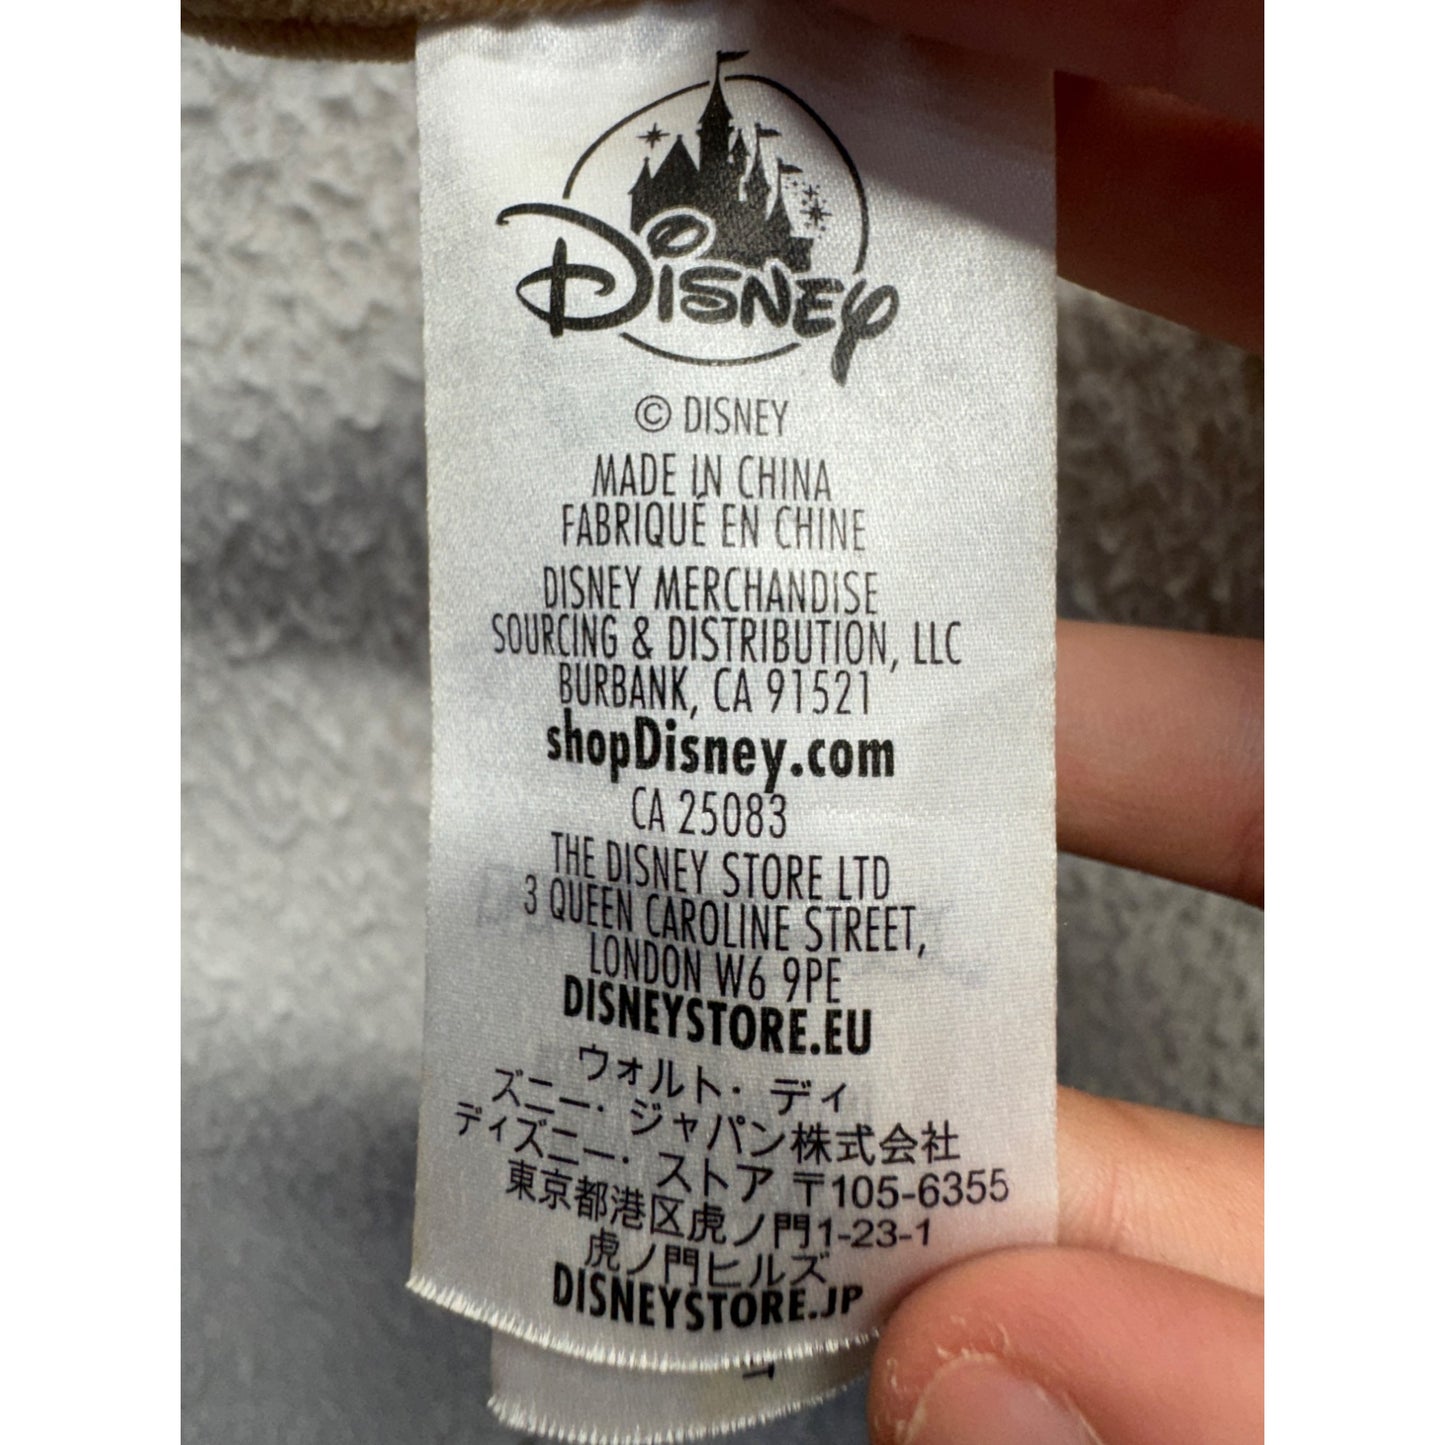 Disney
© DISNEY
MADE IN CHINA
FABRIQUÉ EN CHINE
DISNEY MERCHANDISE
SOURCING & DISTRIBUTION, LLC
BURBANK, CA 91521
shopDisney.com
CA 25083
THE DISNEY STORE LTD
3 QUEEN CAROLINE STREET,
LONDON W6 9PE
DISNEYSTORE.EU
ウォルト・ディ
ズニー・ジャパン株式会社
ディズニー・ストア 〒105-6355
東京都港区虎ノ門1-23-1
虎ノ門ヒルズ
DISNEYSTORE.JP